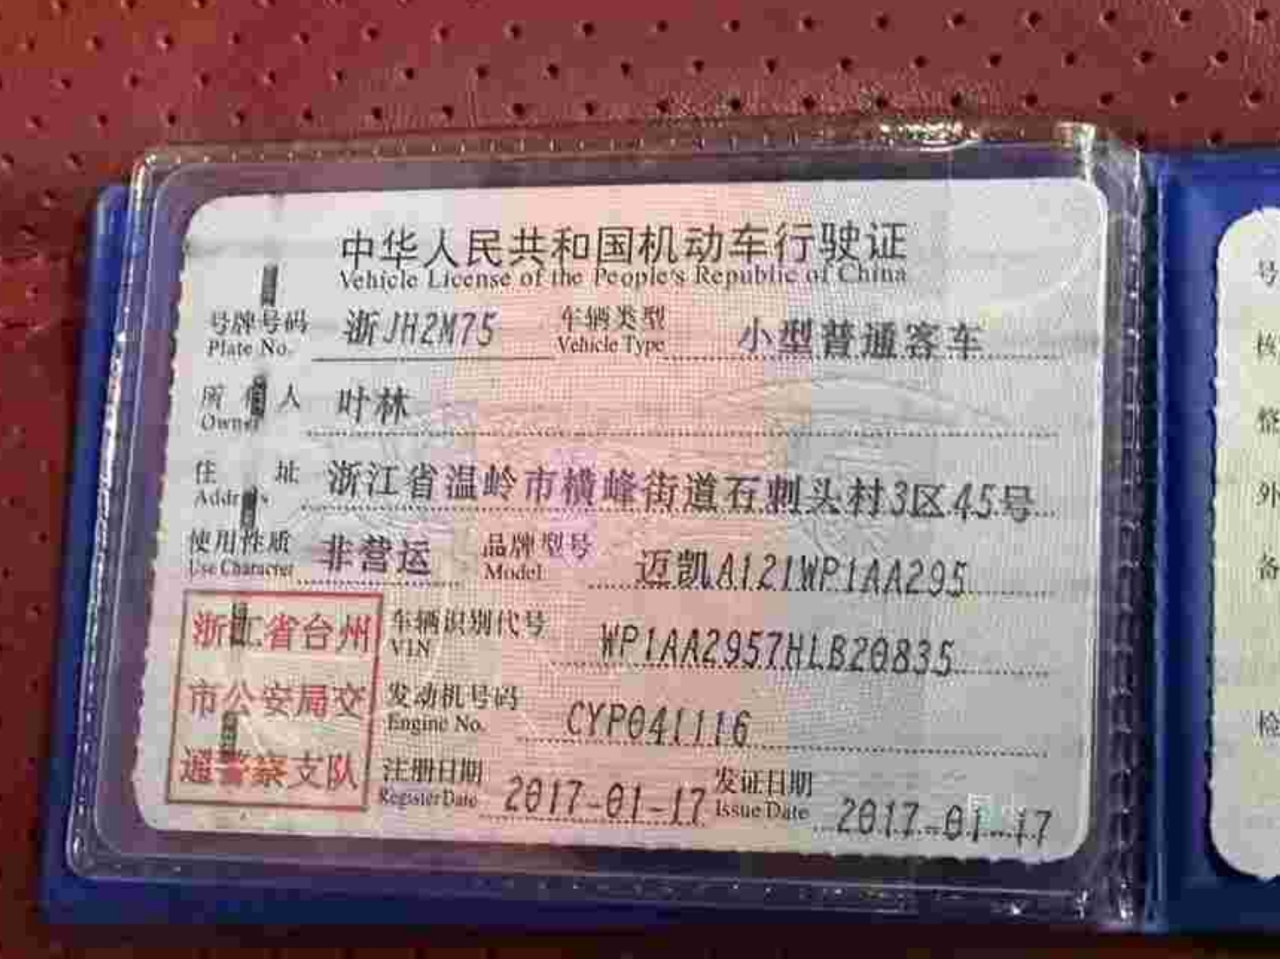 中华人民共和国机动车行驶证
Vehicle License of the People's Republic of China
号牌号码 浙JH2M75 车辆类型 小型普通客车
Plate No. Vehicle Type
所 人 叶林
Owner
住 址 浙江省温岭市横峰街道石刺头村3区45号
Address
使用性质 非营运 品牌型号 迈凯A121WP1AA295
Use Character Model
浙江省台州
市公安局交
通警察支队
车辆识别代号 WP1AA2957HLB20835
VIN
发动机号码 CYP041116
Engine No.
注册日期 2017-01-17 发证日期 2017-01-17
Register Date Issue Date
号
核
整
外
备
检